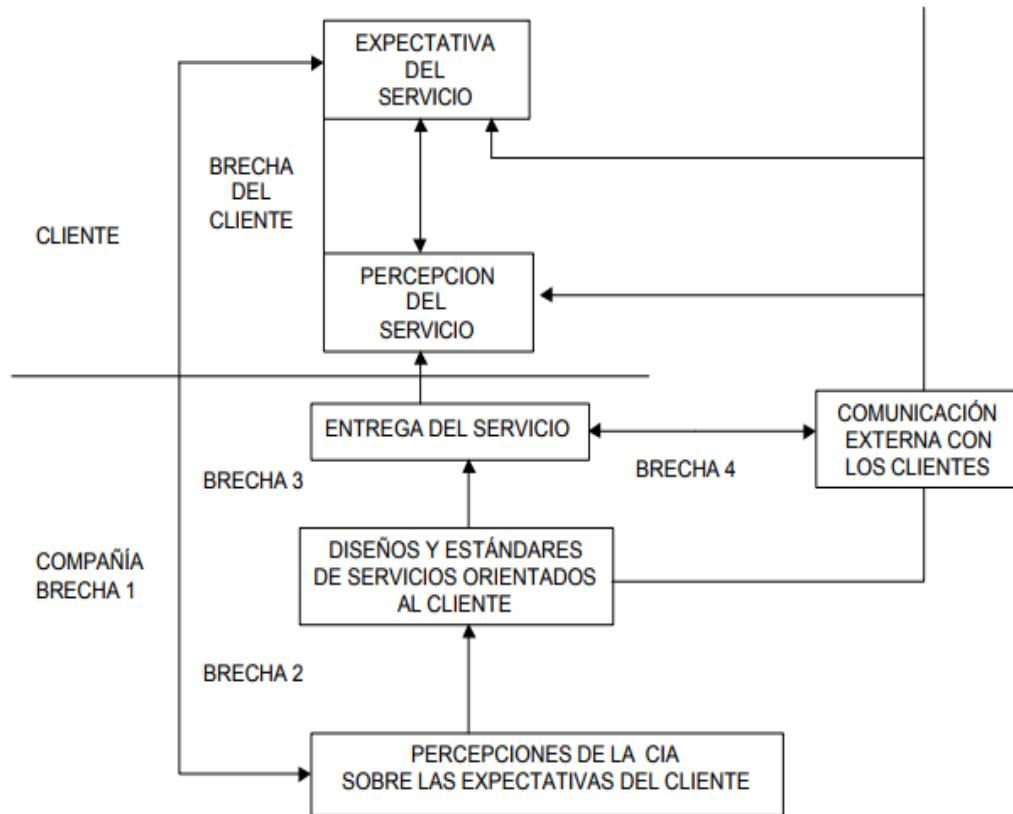 EXPECTATIVA
DEL
SERVICIO
BRECHA
DEL
CLIENTE
CLIENTE
PERCEPCION
DEL
SERVICIO
ENTREGA DEL SERVICIO
COMUNICACIÓN
EXTERNA CON
LOS CLIENTES
BRECHA 4
BRECHA 3
DISEÑOS Y ESTÁNDARES
DE SERVICIOS ORIENTADOS
AL CLIENTE
COMPAÑÍA
BRECHA 1
BRECHA 2
PERCEPCIONES DE LA CIA
SOBRE LAS EXPECTATIVAS DEL CLIENTE